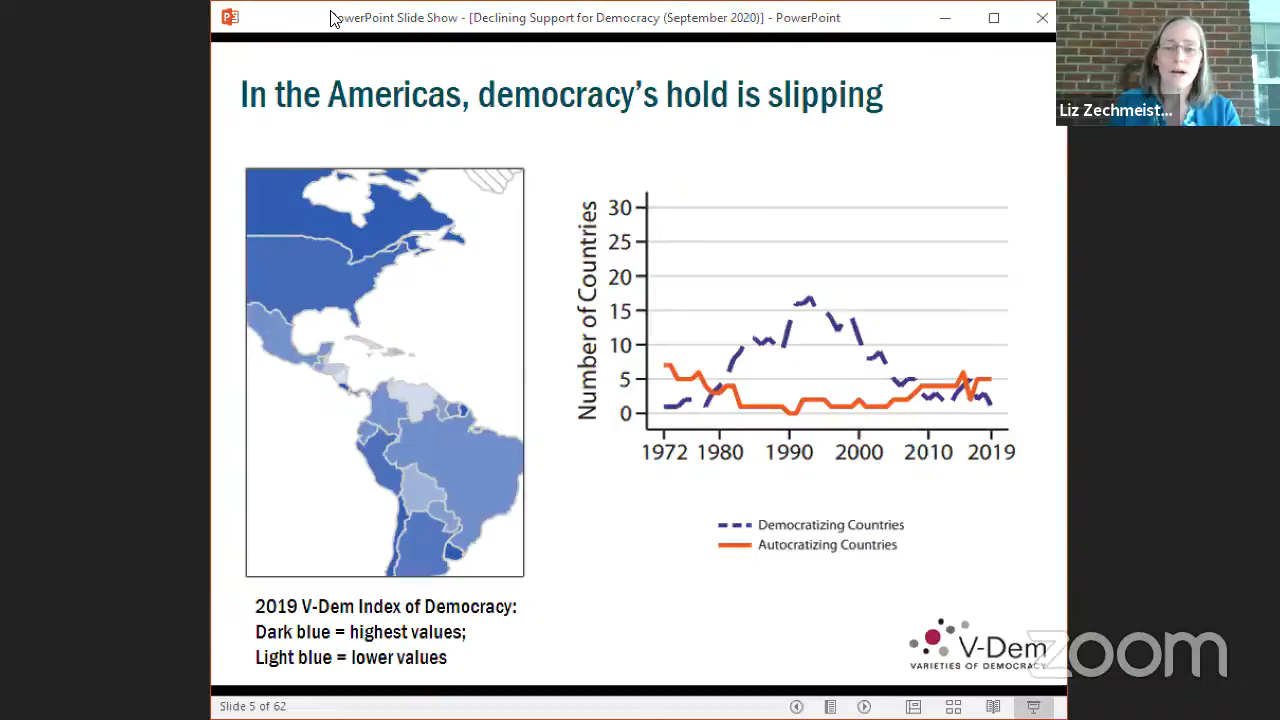 PowerPoint Slide Show - [Declining Support for Democracy (September 2020)] - PowerPoint
Liz Zechmeist...
In the Americas, democracy's hold is slipping
Number of Countries
30
25
20
15
10
5
0
1972 1980 1990 2000 2010 2019
Democratizing Countries
Autocratizing Countries
2019 V-Dem Index of Democracy:
Dark blue = highest values;
Light blue = lower values
V-Dem
VARIETIES OF DEMOCRACY
zoom
Slide 5 of 62